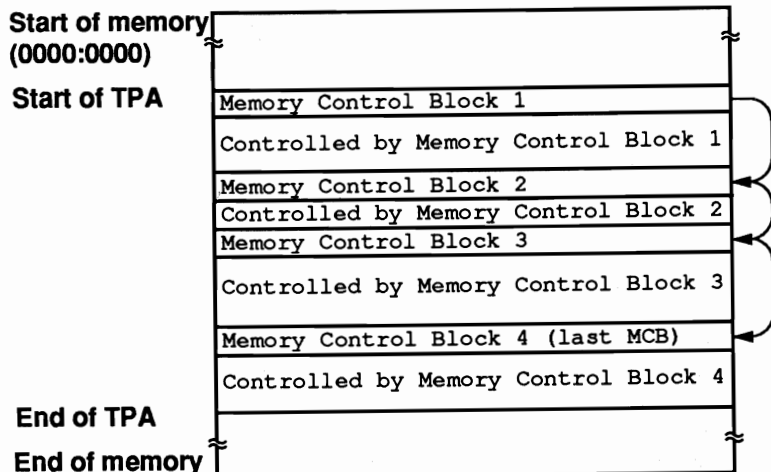 Start of memory
(0000:0000)
Start of TPA
Memory Control Block 1
Controlled by Memory Control Block 1
Memory Control Block 2
Controlled by Memory Control Block 2
Memory Control Block 3
Controlled by Memory Control Block 3
Memory Control Block 4 (last MCB)
Controlled by Memory Control Block 4
End of TPA
End of memory